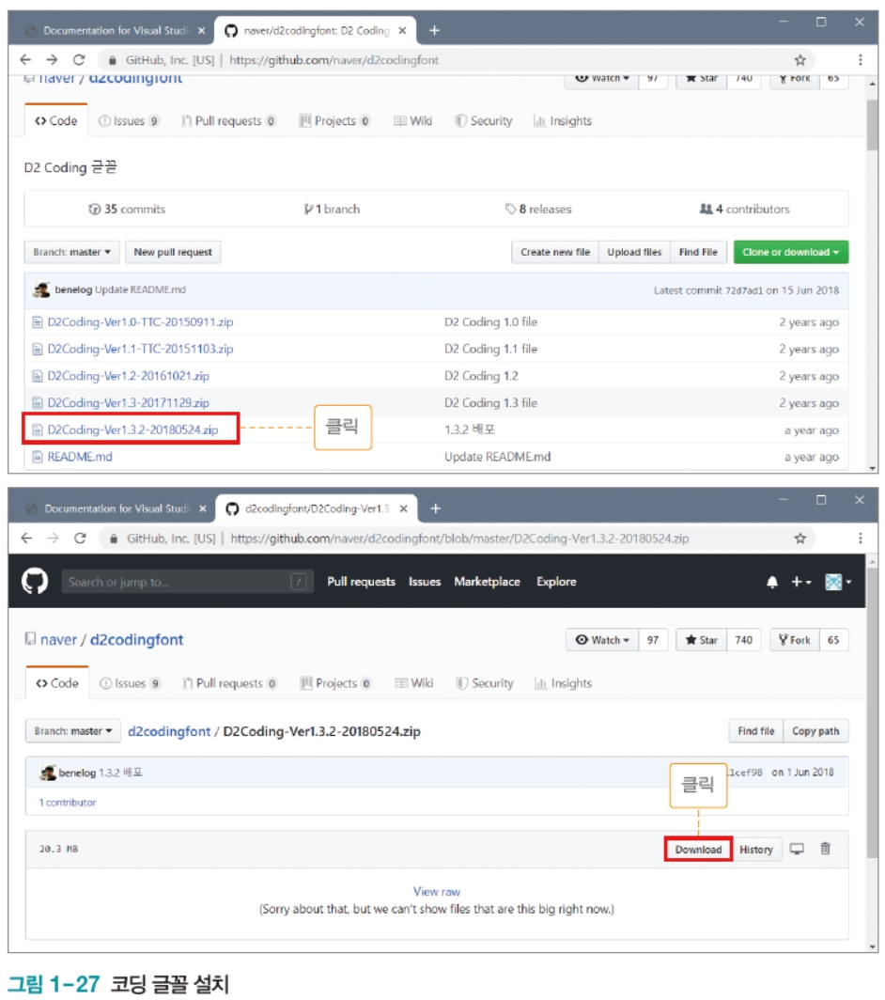 Documentation for Visual Studi
naver/d2codingfont: D2 Coding
GitHub, Inc. [US] | https://github.com/naver/d2codingfont
naver / d2codingfont Watch 97 Star 740 Fork 65
Code Issues 9 Pull requests 0 Projects 0 Wiki Security Insights
D2 Coding 글꼴
35 commits 1 branch 8 releases 4 contributors
Branch: master New pull request Create new file Upload files Find File Clone or download
benelog Update README.md Latest commit 72d7ad1 on 15 Jun 2018
D2Coding-Ver1.0-TTC-20150911.zip D2 Coding 1.0 file 2 years ago
D2Coding-Ver1.1-TTC-20151103.zip D2 Coding 1.1 file 2 years ago
D2Coding-Ver1.2-20161021.zip D2 Coding 1.2 2 years ago
D2Coding-Ver1.3-20171129.zip D2 Coding 1.3 file 2 years ago
D2Coding-Ver1.3.2-20180524.zip 클릭 1.3.2 배포 a year ago
README.md Update README.md a year ago
Documentation for Visual Studi
d2codingfont/D2Coding-Ver1.3
GitHub, Inc. [US] | https://github.com/naver/d2codingfont/blob/master/D2Coding-Ver1.3.2-20180524.zip
Search or jump to... / Pull requests Issues Marketplace Explore
naver / d2codingfont Watch 97 Star 740 Fork 65
Code Issues 9 Pull requests 0 Projects 0 Wiki Security Insights
Branch: master d2codingfont / D2Coding-Ver1.3.2-20180524.zip Find file Copy path
benelog 1.3.2 배포 클릭 1cef98 on 1 Jun 2018
1 contributor
20.3 MB Download History
View raw
(Sorry about that, but we can't show files that are this big right now.)
그림 1-27 코딩 글꼴 설치